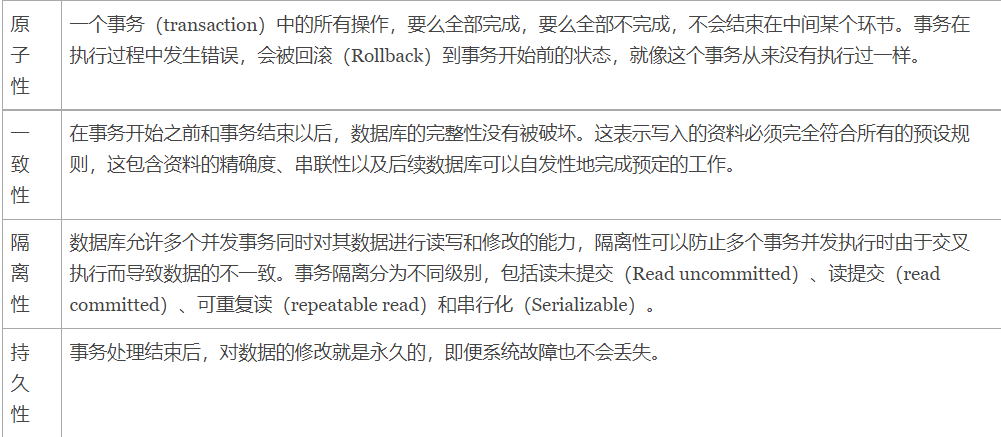 原子性
一个事务（transaction）中的所有操作，要么全部完成，要么全部不完成，不会结束在中间某个环节。事务在
执行过程中发生错误，会被回滚（Rollback）到事务开始前的状态，就像这个事务从来没有执行过一样。
一致性
在事务开始之前和事务结束以后，数据库的完整性没有被破坏。这表示写入的资料必须完全符合所有的预设规
则，这包含资料的精确度、串联性以及后续数据库可以自发性地完成预定的工作。
隔离性
数据库允许多个并发事务同时对其数据进行读写和修改的能力，隔离性可以防止多个事务并发执行时由于交叉
执行而导致数据的不一致。事务隔离分为不同级别，包括读未提交（Read uncommitted）、读提交（read
committed）、可重复读（repeatable read）和串行化（Serializable）。
持久性
事务处理结束后，对数据的修改就是永久的，即便系统故障也不会丢失。